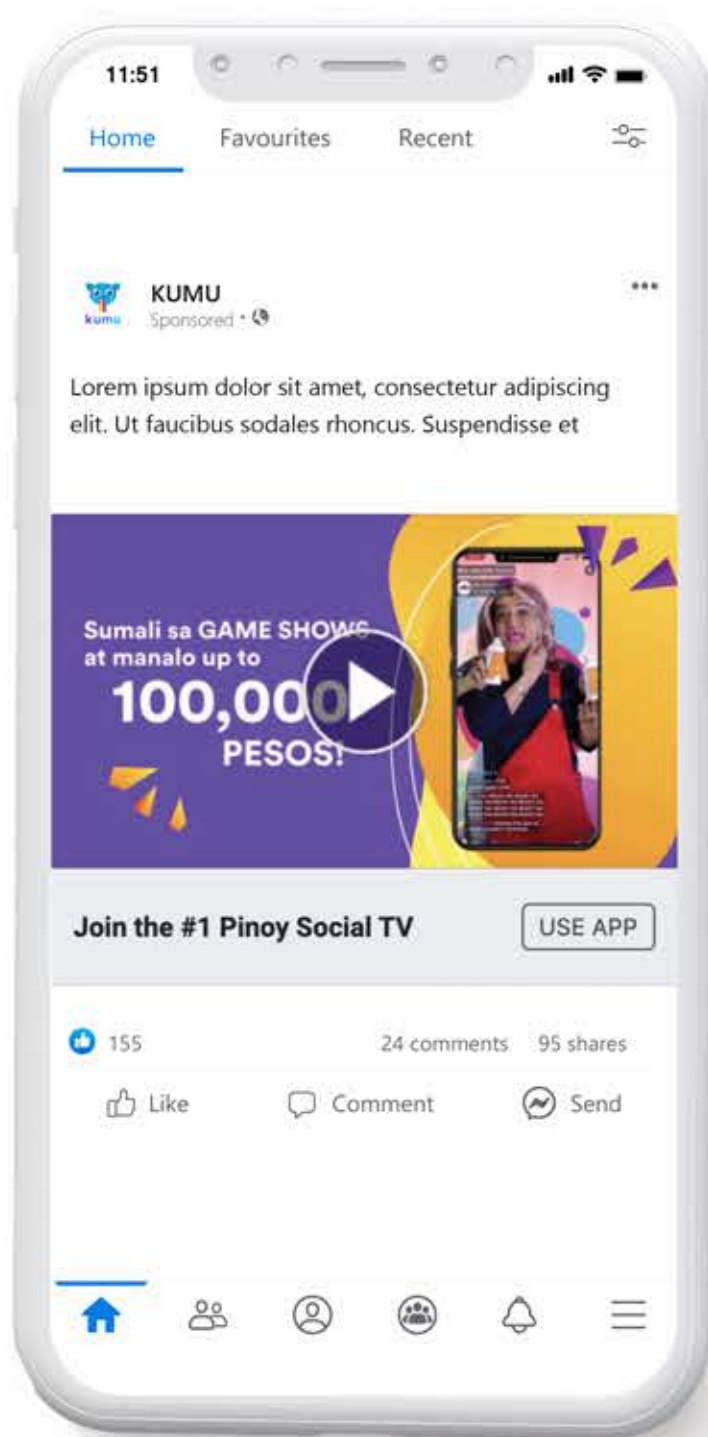 11:51
Home Favourites Recent
KUMU
kumu
Sponsored
Lorem ipsum dolor sit amet, consectetur adipiscing
elit. Ut faucibus sodales rhoncus. Suspendisse et
Sumali sa GAME SHOWS
at manalo up to
100,000
PESOS!
Join the #1 Pinoy Social TV
USE APP
155 24 comments 95 shares
Like Comment Send